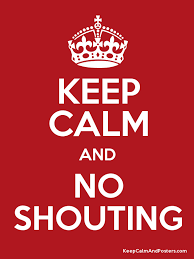 KEEP
CALM
AND
NO
SHOUTING
KeepCalmAndPosters.com